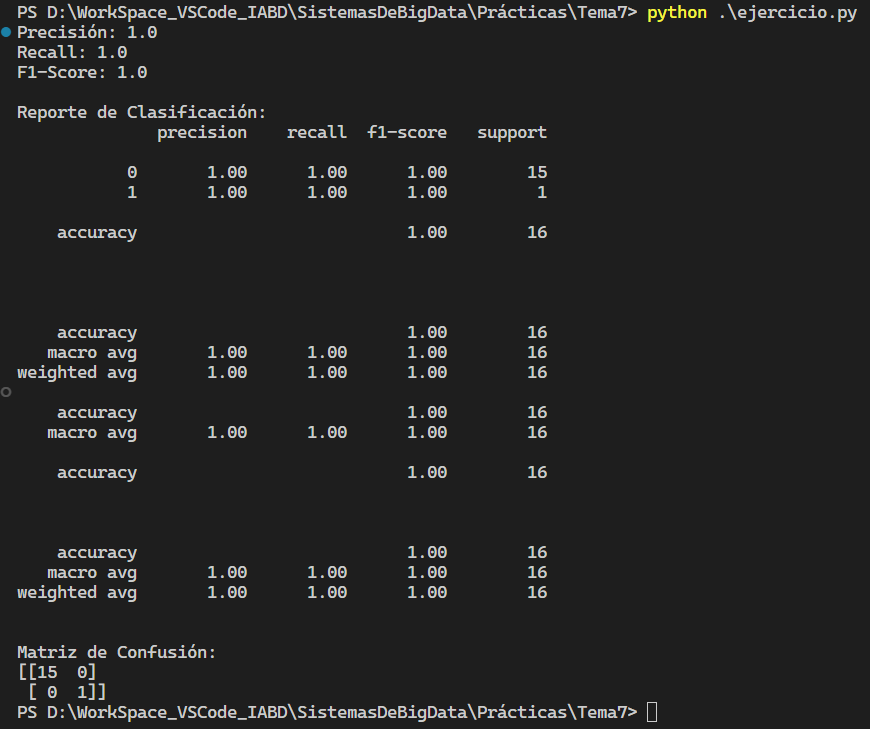 PS D:\WorkSpace_VSCode_IABD\SistemasDeBigData\Prácticas\Tema7> python .\ejercicio.py
Precisión: 1.0
Recall: 1.0
F1-Score: 1.0
Reporte de Clasificación:
precision recall f1-score support
0 1.00 1.00 1.00 15
1 1.00 1.00 1.00 1
accuracy 1.00 16
accuracy 1.00 16
macro avg 1.00 1.00 1.00 16
weighted avg 1.00 1.00 1.00 16
accuracy 1.00 16
macro avg 1.00 1.00 1.00 16
accuracy 1.00 16
accuracy 1.00 16
macro avg 1.00 1.00 1.00 16
weighted avg 1.00 1.00 1.00 16
Matriz de Confusión:
[[15 0]
[ 0 1]]
PS D:\WorkSpace_VSCode_IABD\SistemasDeBigData\Prácticas\Tema7>